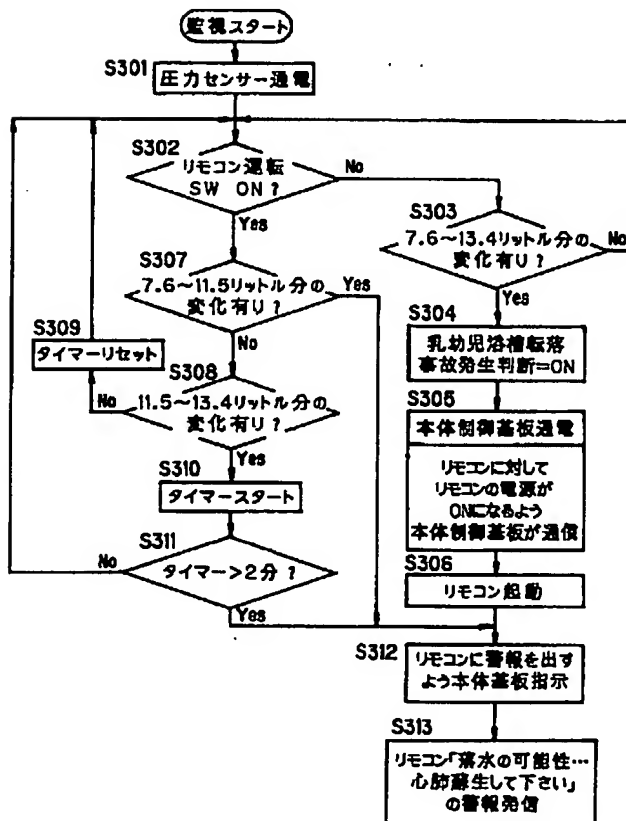 監視スタート
S301
圧力センサー通電
S302
リモコン運転
SW ON?
No
Yes
S303
7.6~13.4リットル分の
変化有り?
No
Yes
S307
7.6~11.5リットル分の
変化有り?
Yes
No
S304
乳幼児浴槽転落
事故発生判断=ON
S309
タイマーリセット
S308
11.5~13.4リットル分の
変化有り?
No
Yes
S305
本体制御基板通電
リモコンに対して
リモコンの電源が
ONになるよう
本体制御基板が通信
S310
タイマースタート
S311
タイマー>2分?
No
Yes
S306
リモコン起動
S312
リモコンに警報を出す
よう本体基板指示
S313
リモコン「落水の可能性…
心肺蘇生して下さい」
の警報発信